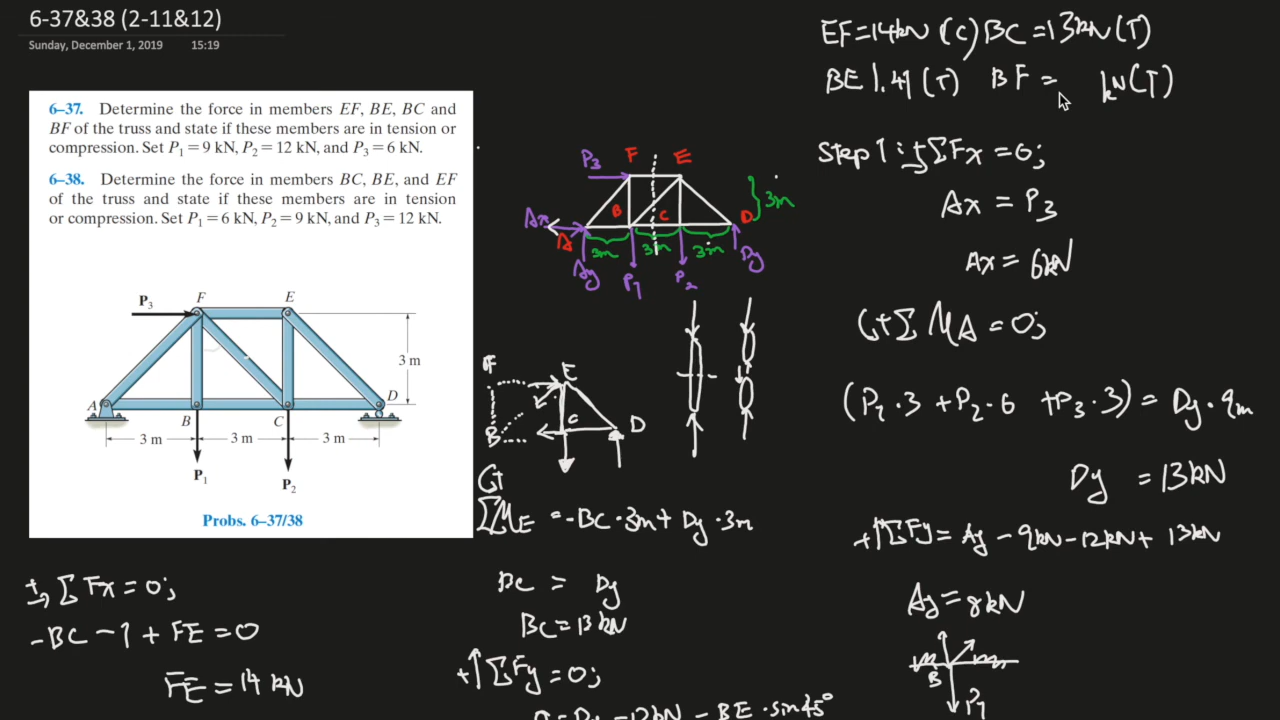 6-37&38 (2-11&12)
Sunday, December 1, 2019 15:19
6–37. Determine the force in members EF, BE, BC and
BF of the truss and state if these members are in tension or
compression. Set P1 = 9 kN, P2 = 12 kN, and P3 = 6 kN.
6–38. Determine the force in members BC, BE, and EF
of the truss and state if these members are in tension
or compression. Set P1 = 6 kN, P2 = 9 kN, and P3 = 12 kN.
P3
F
E
3 m
A
B
C
D
3 m
3 m
3 m
P1
P2
Probs. 6–37/38
+→ ΣFx = 0;
-BC - 1 + FE = 0
FE = 14 kN
P3 F E
Ax A B C D
3m
3m 3m 3m
Ay P1 P2 Dy
F E
B C D
G+
ΣME = -BC · 3m + Dy · 3m
BC = Dy
BC = 13 kN
+↑ΣFy = 0;
-12kN - BE · sin45°
EF = 14kN (C) BC = 13kN (T)
BE 1.41 (T) BF = kN (T)
Step 1: +→ ΣFx = 0;
Ax = P3
Ax = 6kN
G+ Σ MA = 0;
(P1 · 3 + P2 · 6 + P3 · 3) = Dy · 9m
Dy = 13kN
+↑ΣFy = Ay - 9kN - 12kN + 13kN
Ay = 8kN
B
P1